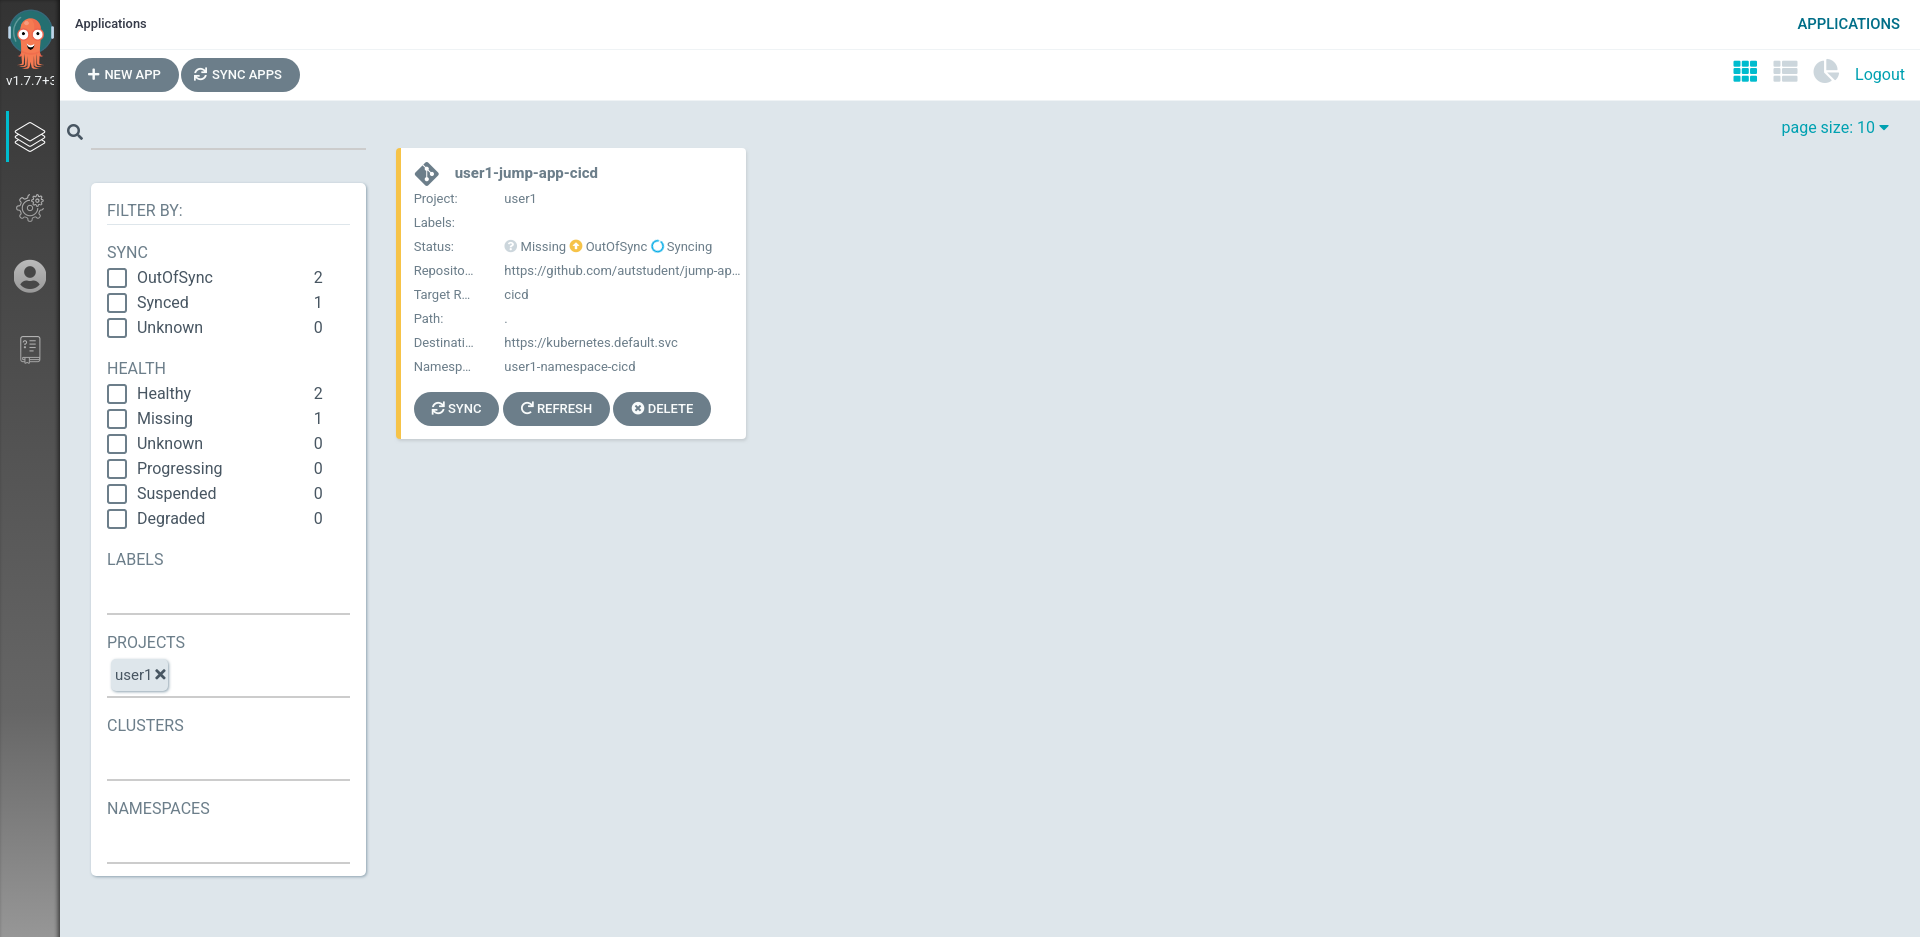 Applications
APPLICATIONS
v1.7.7+3
NEW APP
SYNC APPS
Logout
page size: 10
FILTER BY:
SYNC
OutOfSync 2
Synced 1
Unknown 0
HEALTH
Healthy 2
Missing 1
Unknown 0
Progressing 0
Suspended 0
Degraded 0
LABELS
PROJECTS
user1
CLUSTERS
NAMESPACES
user1-jump-app-cicd
Project: user1
Labels:
Status: Missing OutOfSync Syncing
Reposito... https://github.com/autstudent/jump-ap...
Target R... cicd
Path: .
Destinati... https://kubernetes.default.svc
Namesp... user1-namespace-cicd
SYNC
REFRESH
DELETE